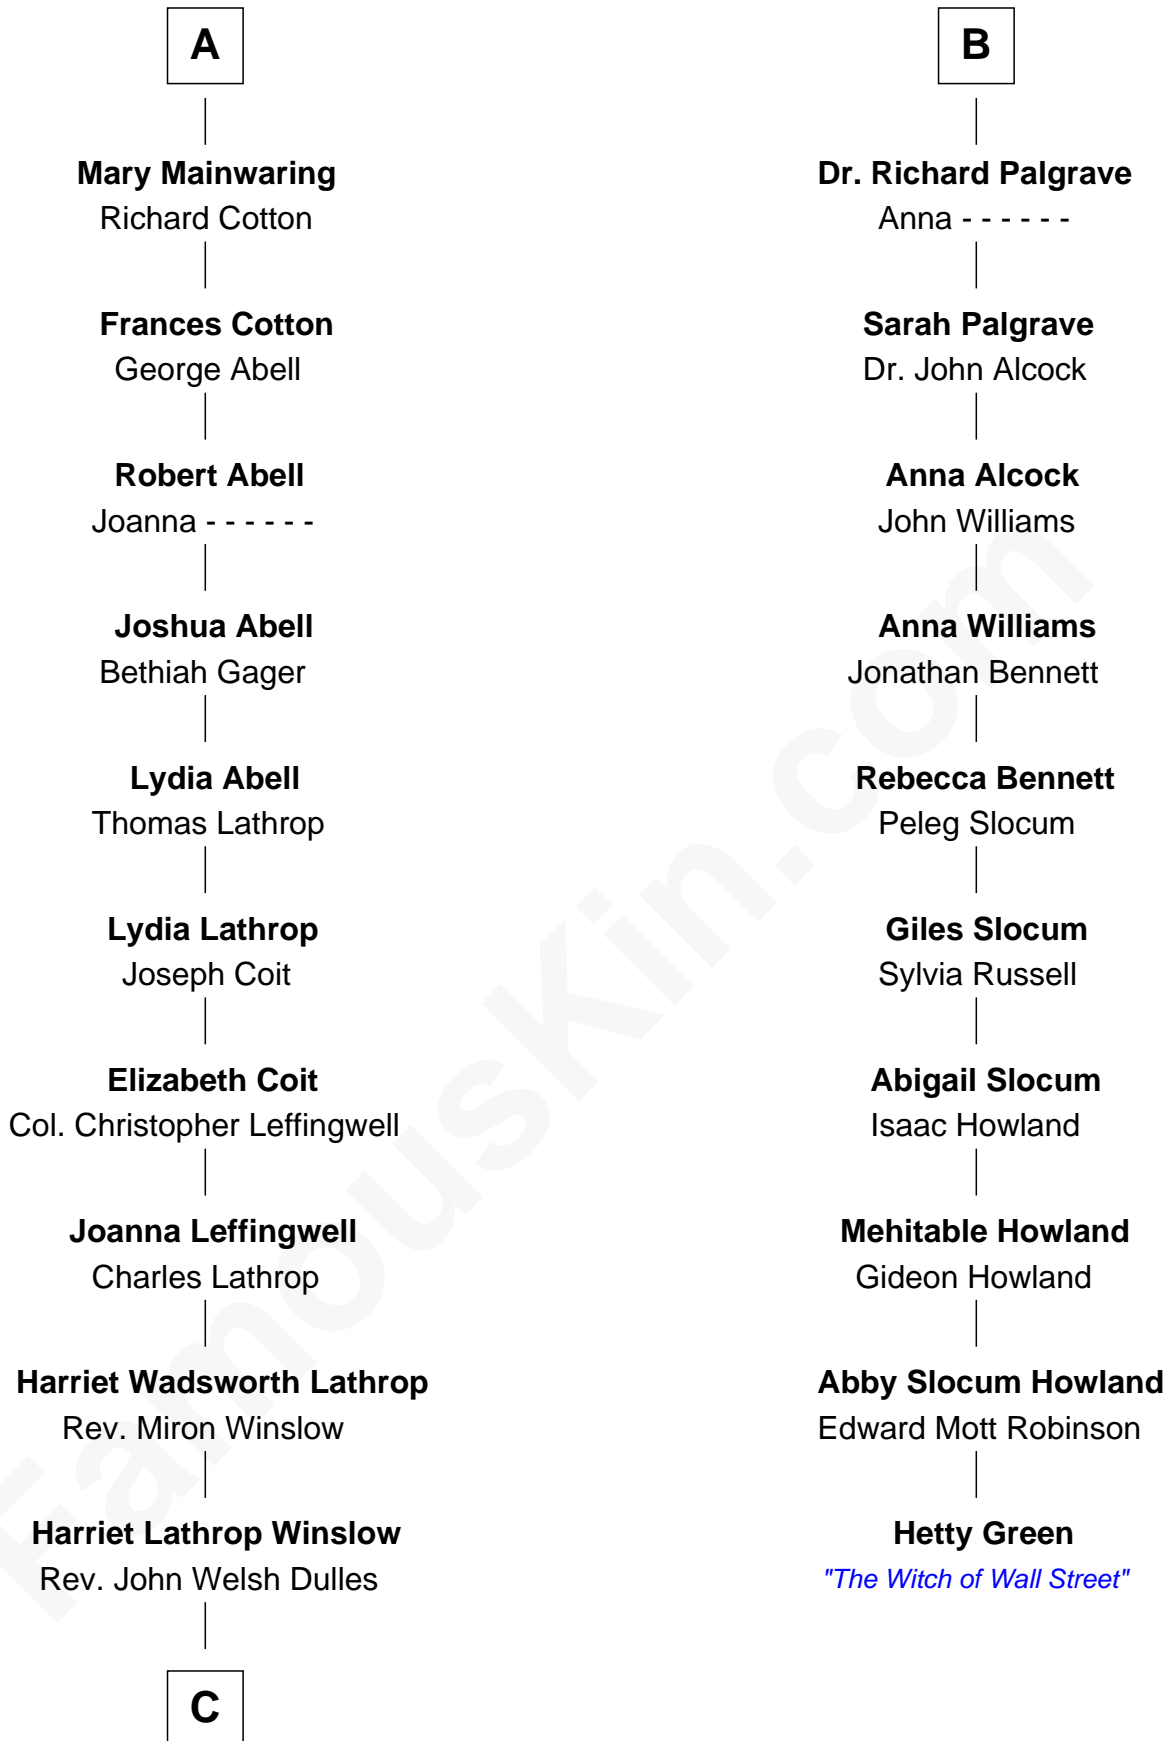 A
Mary Mainwaring
Richard Cotton
Frances Cotton
George Abell
Robert Abell
Joanna - - - - - -
Joshua Abell
Bethiah Gager
Lydia Abell
Thomas Lathrop
Lydia Lathrop
Joseph Coit
Elizabeth Coit
Col. Christopher Leffingwell
Joanna Leffingwell
Charles Lathrop
Harriet Wadsworth Lathrop
Rev. Miron Winslow
Harriet Lathrop Winslow
Rev. John Welsh Dulles
C
B
Dr. Richard Palgrave
Anna - - - - - -
Sarah Palgrave
Dr. John Alcock
Anna Alcock
John Williams
Anna Williams
Jonathan Bennett
Rebecca Bennett
Peleg Slocum
Giles Slocum
Sylvia Russell
Abigail Slocum
Isaac Howland
Mehitable Howland
Gideon Howland
Abby Slocum Howland
Edward Mott Robinson
Hetty Green
"The Witch of Wall Street"
FamousKin.com